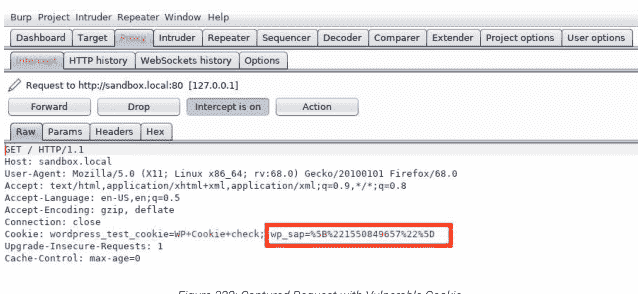 Burp Project Intruder Repeater Window Help
Dashboard Target Proxy Intruder Repeater Sequencer Decoder Comparer Extender Project options User options
Intercept HTTP history WebSockets history Options
Request to http://sandbox.local:80 [127.0.0.1]
Forward Drop Intercept is on Action
Raw Params Headers Hex
GET / HTTP/1.1
Host: sandbox.local
User-Agent: Mozilla/5.0 (X11; Linux x86_64; rv:68.0) Gecko/20100101 Firefox/68.0
Accept: text/html,application/xhtml+xml,application/xml;q=0.9,*/*;q=0.8
Accept-Language: en-US,en;q=0.5
Accept-Encoding: gzip, deflate
Connection: close
Cookie: wordpress_test_cookie=WP+Cookie+check; wp_sap=%5B%221550849657%22%5D
Upgrade-Insecure-Requests: 1
Cache-Control: max-age=0